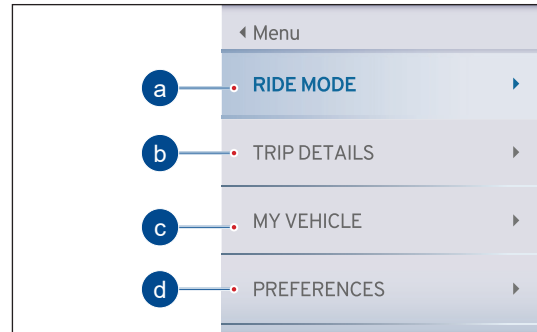 Menu
a RIDE MODE
b TRIP DETAILS
c MY VEHICLE
d PREFERENCES